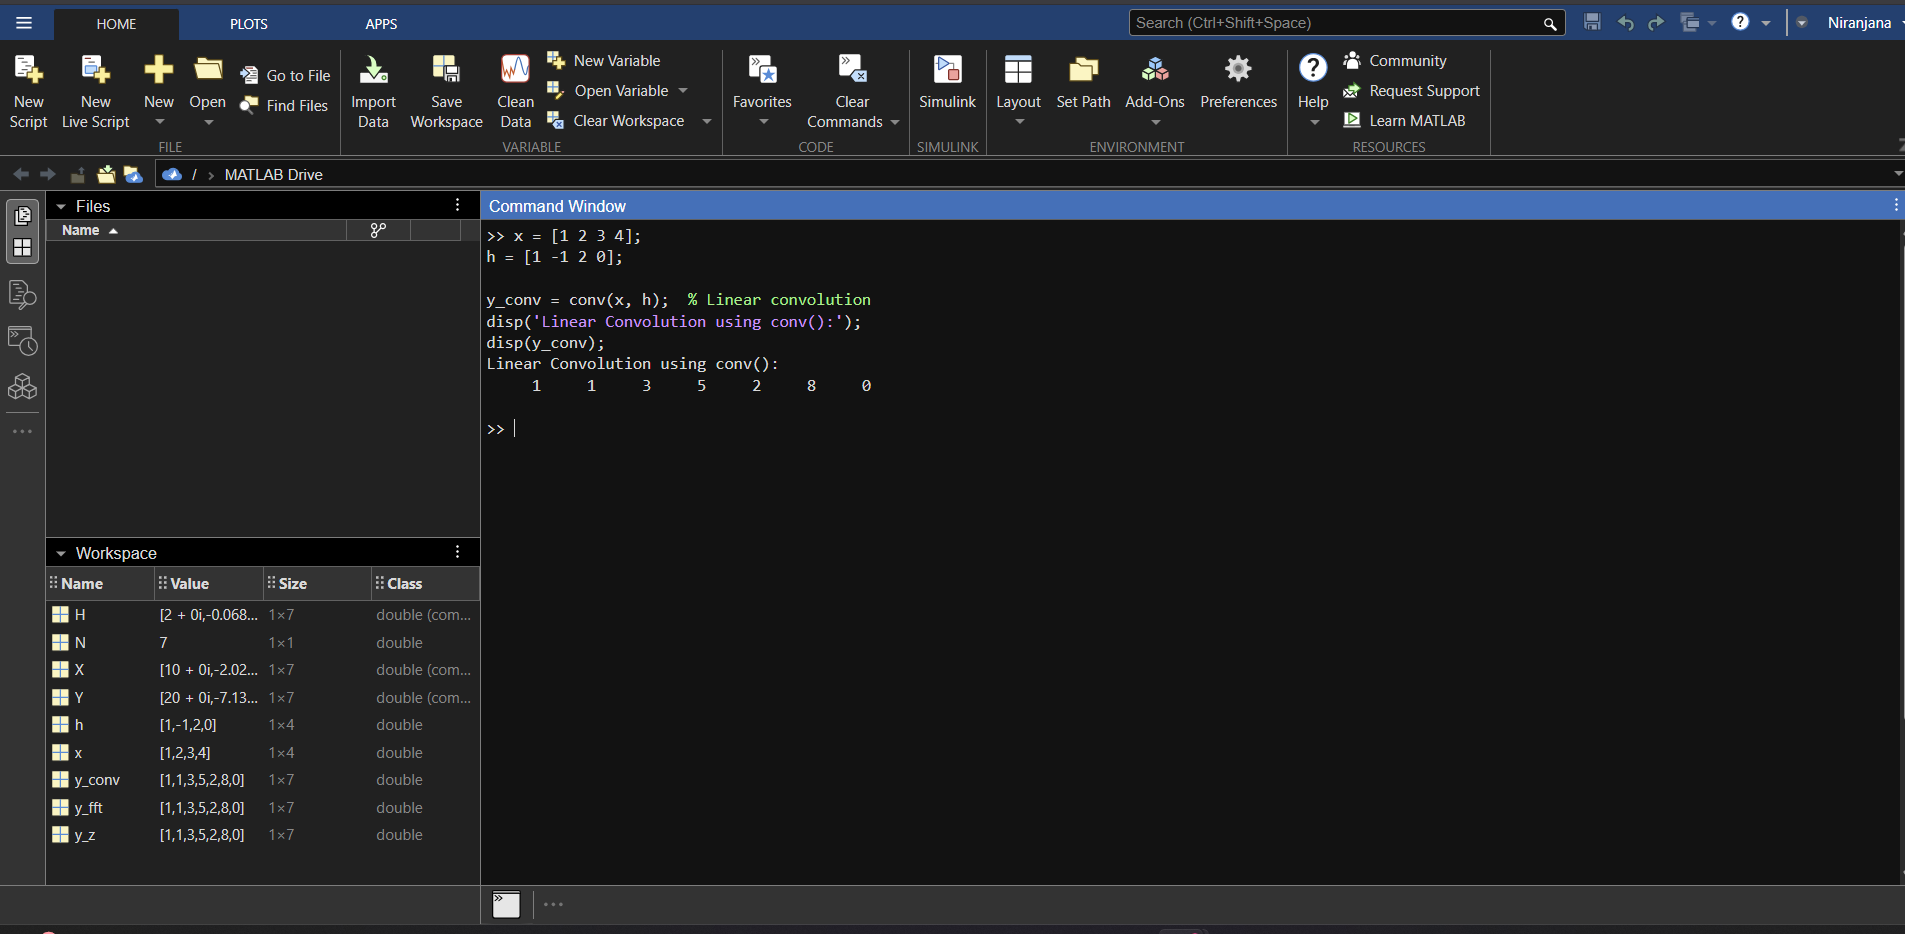 HOME PLOTS APPS Search (Ctrl+Shift+Space) Niranjana
New Script
New Live Script
New
Open
Go to File
Find Files
FILE
Import Data
Save Workspace
Clean Data
New Variable
Open Variable
Clear Workspace
VARIABLE
Favorites
Clear Commands
CODE
Simulink
SIMULINK
Layout
Set Path
Add-Ons
Preferences
ENVIRONMENT
Help
Community
Request Support
Learn MATLAB
RESOURCES
/ › MATLAB Drive
Files
Name
Workspace
Name Value Size Class
H [2 + 0i,-0.068... 1×7 double (com...
N 7 1×1 double
X [10 + 0i,-2.02... 1×7 double (com...
Y [20 + 0i,-7.13... 1×7 double (com...
h [1,-1,2,0] 1×4 double
x [1,2,3,4] 1×4 double
y_conv [1,1,3,5,2,8,0] 1×7 double
y_fft [1,1,3,5,2,8,0] 1×7 double
y_z [1,1,3,5,2,8,0] 1×7 double
Command Window
>> x = [1 2 3 4];
h = [1 -1 2 0];
y_conv = conv(x, h);  % Linear convolution
disp('Linear Convolution using conv():');
disp(y_conv);
Linear Convolution using conv():
1 1 3 5 2 8 0
>>